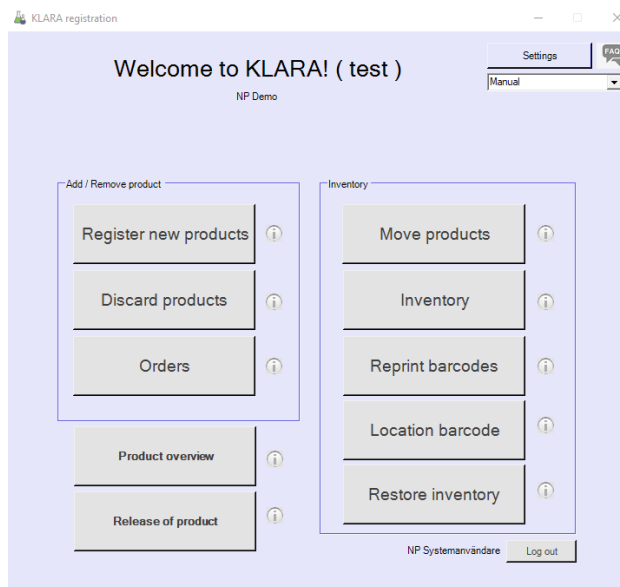 KLARA registration
Welcome to KLARA! ( test )
NP Demo
Settings
FAQ
Manual
Add / Remove product
Register new products
Discard products
Orders
Product overview
Release of product
Inventory
Move products
Inventory
Reprint barcodes
Location barcode
Restore inventory
NP Systemanvändare
Log out